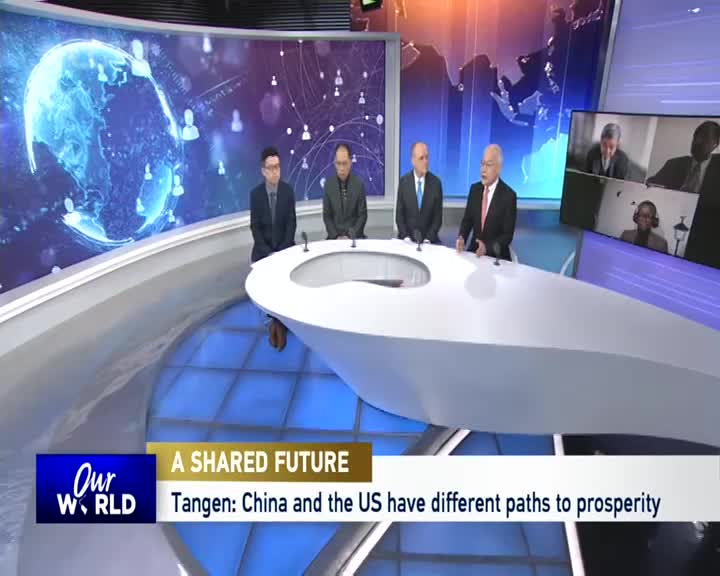 A SHARED FUTURE
Our
WORLD
Tangen: China and the US have different paths to prosperity